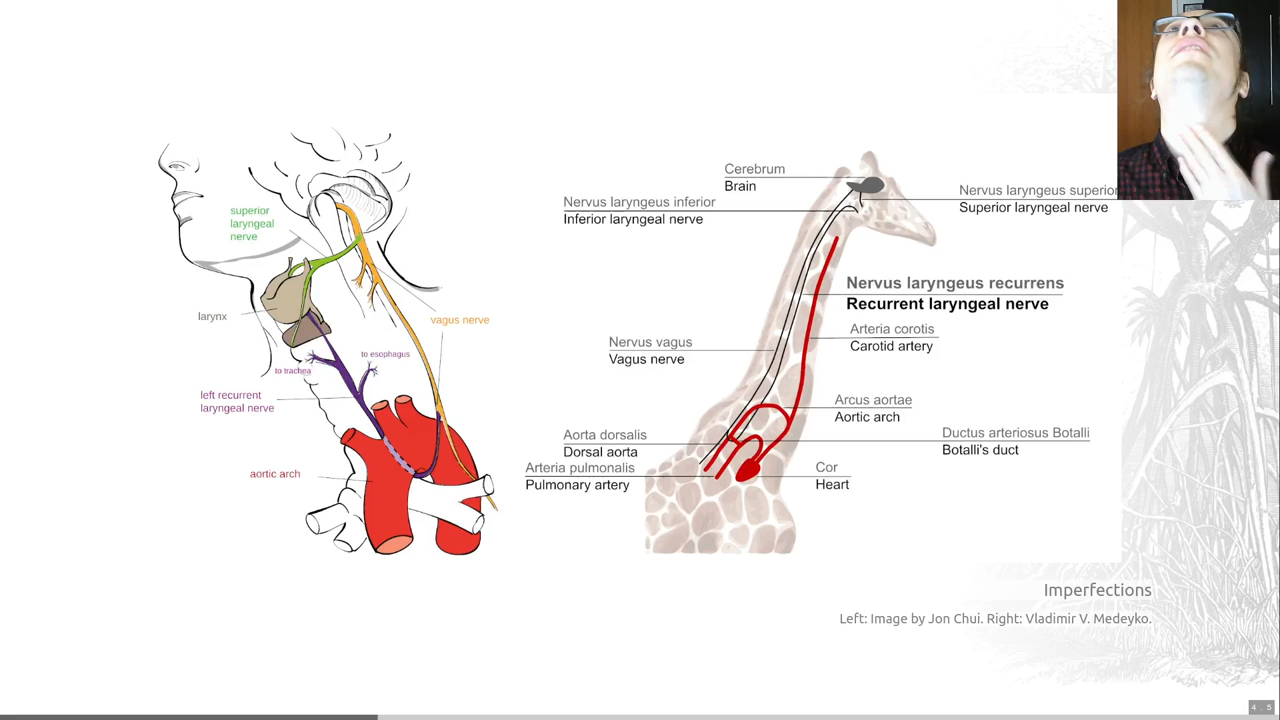 superior
laryngeal
nerve
larynx
vagus nerve
to esophagus
to trachea
left recurrent
laryngeal nerve
aortic arch
Cerebrum
Brain
Nervus laryngeus inferior
Inferior laryngeal nerve
Nervus laryngeus superior
Superior laryngeal nerve
Nervus laryngeus recurrens
Recurrent laryngeal nerve
Arteria corotis
Carotid artery
Nervus vagus
Vagus nerve
Arcus aortae
Aortic arch
Aorta dorsalis
Dorsal aorta
Ductus arteriosus Botalli
Botalli's duct
Arteria pulmonalis
Pulmonary artery
Cor
Heart
Imperfections
Left: Image by Jon Chui. Right: Vladimir V. Medeyko.
4 . 5